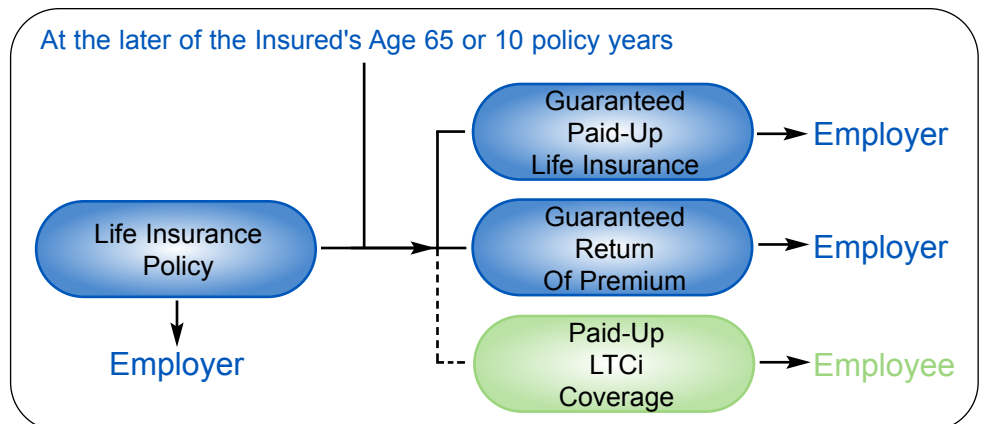 At the later of the Insured's Age 65 or 10 policy years
Guaranteed
Paid-Up
Life Insurance
Employer
Life Insurance
Policy
Employer
Guaranteed
Return
Of Premium
Employer
Paid-Up
LTCi
Coverage
Employee